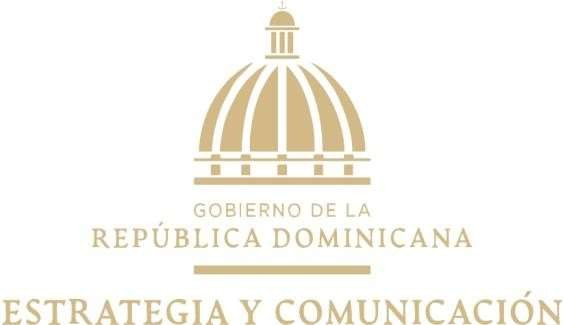 GOBIERNO DE LA
REPÚBLICA DOMINICANA
ESTRATEGIA Y COMUNICACIÓN